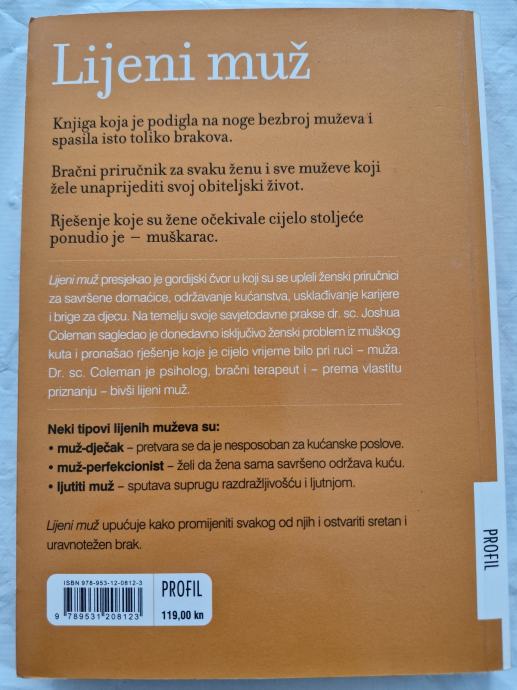 Lijeni muž
Knjiga koja je podigla na noge bezbroj muževa i
spasila isto toliko brakova.
Bračni priručnik za svaku ženu i sve muževe koji
žele unaprijediti svoj obiteljski život.
Rješenje koje su žene očekivale cijelo stoljeće
ponudio je – muškarac.
Lijeni muž presjekao je gordijski čvor u koji su se upleli ženski priručnici
za savršene domaćice, održavanje kućanstva, usklađivanje karijere
i brige za djecu. Na temelju svoje savjetodavne prakse dr. sc. Joshua
Coleman sagledao je donedavno isključivo ženski problem iz muškog
kuta i pronašao rješenje koje je cijelo vrijeme bilo pri ruci – muža.
Dr. sc. Coleman je psiholog, bračni terapeut i – prema vlastitu
priznanju – bivši lijeni muž.
Neki tipovi lijenih muževa su:
• muž-dječak – pretvara se da je nesposoban za kućanske poslove.
• muž-perfekcionist – želi da žena sama savršeno održava kuću.
• ljutiti muž – sputava suprugu razdražljivošću i ljutnjom.
Lijeni muž upućuje kako promijeniti svakog od njih i ostvariti sretan i
uravnotežen brak.
PROFIL
ISBN 978-953-12-0812-3
9 789531 208123
PROFIL
119,00 kn